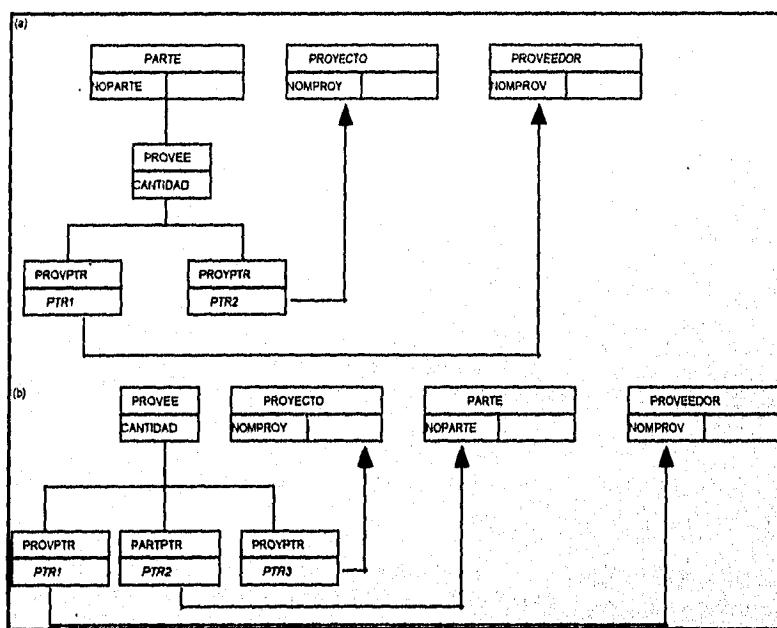 (a)
PARTE PROYECTO PROVEEDOR
NOPARTE NOMPROY NOMPROV
PROVEE
CANTIDAD
PROVPTR PROYPTR
PTR1 PTR2
(b)
PROVEE PROYECTO PARTE PROVEEDOR
CANTIDAD NOMPROY NOPARTE NOMPROV
PROVPTR PARTPTR PROYPTR
PTR1 PTR2 PTR3